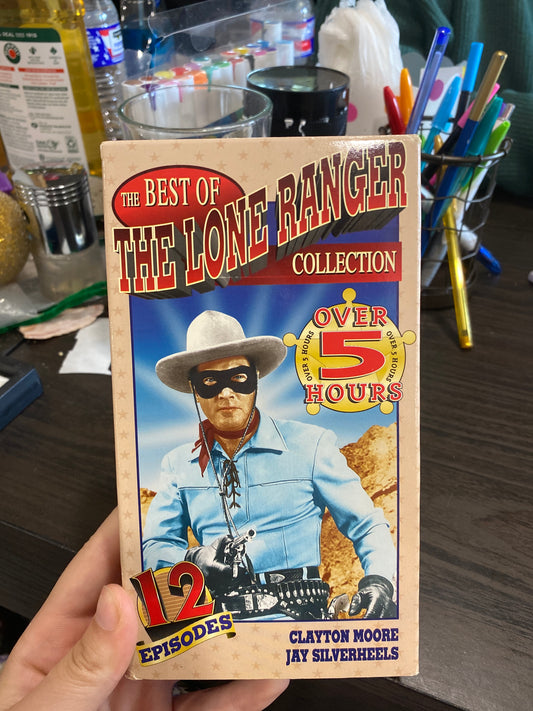 THE BEST OF
THE LONE RANGER
COLLECTION
OVER
5
HOURS
OVER 5 HOURS
OVER 5 HOURS
12
EPISODES
CLAYTON MOORE
JAY SILVERHEELS